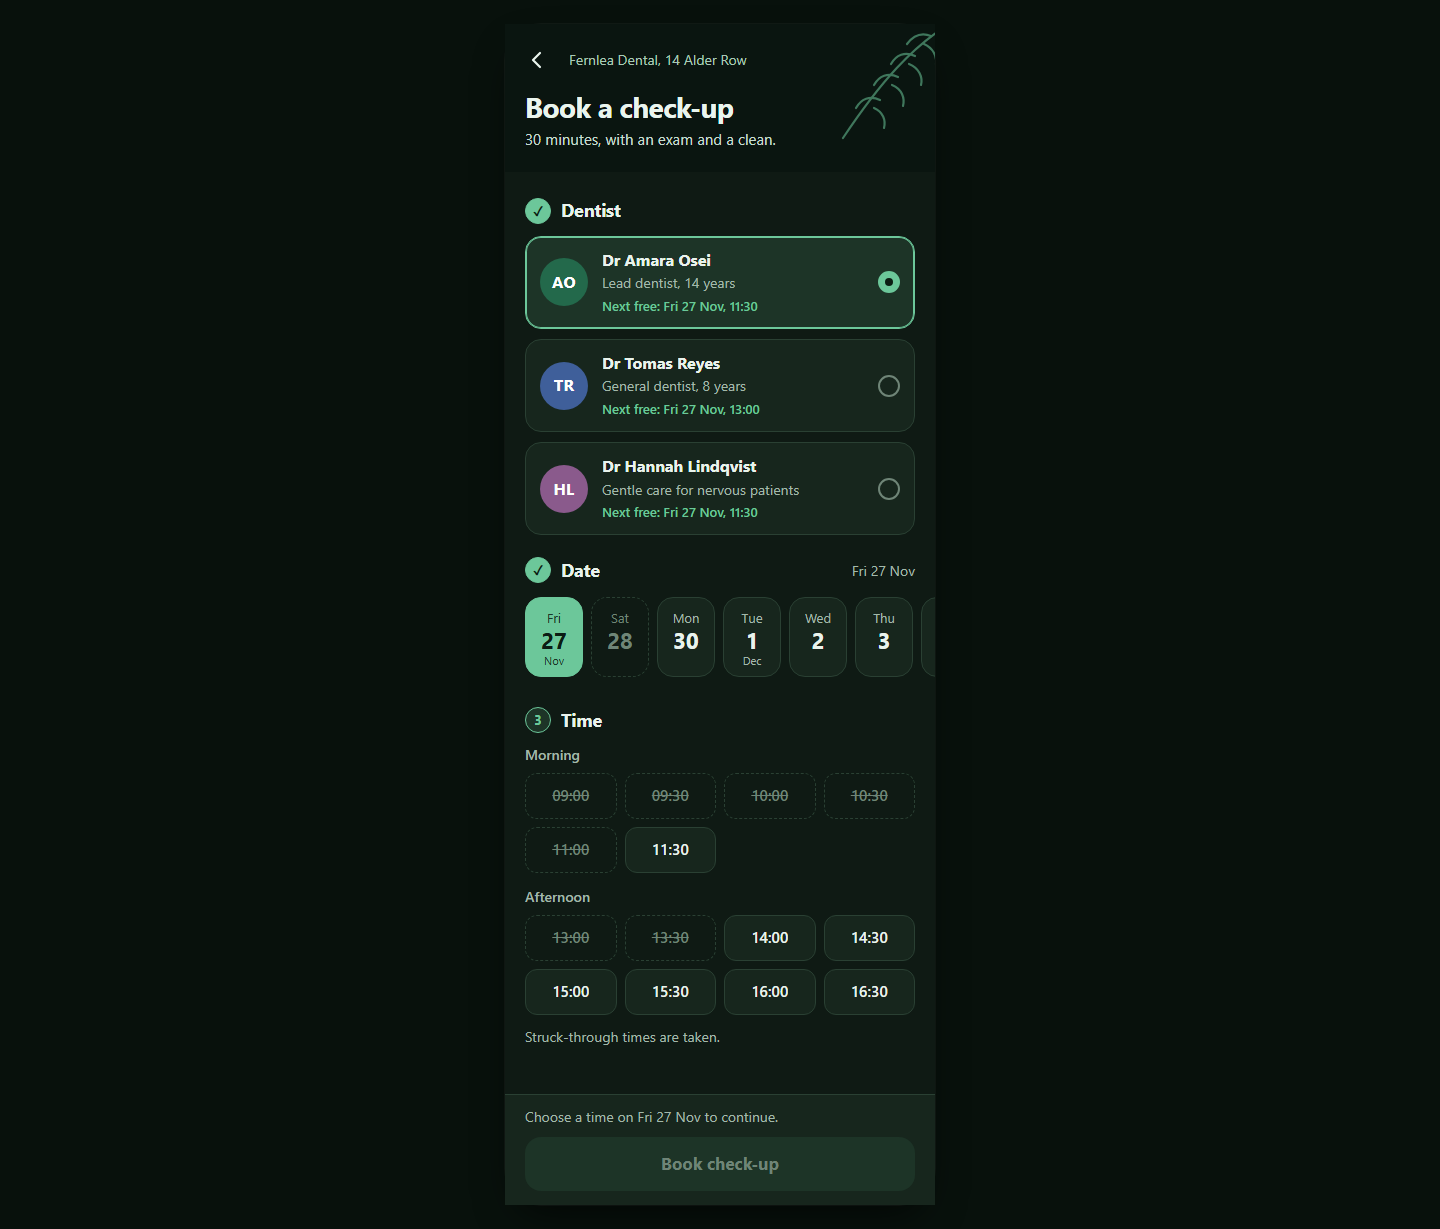 Fernlea Dental, 14 Alder Row
Book a check-up
30 minutes, with an exam and a clean.
Dentist
AO
Dr Amara Osei
Lead dentist, 14 years
Next free: Fri 27 Nov, 11:30
TR
Dr Tomas Reyes
General dentist, 8 years
Next free: Fri 27 Nov, 13:00
HL
Dr Hannah Lindqvist
Gentle care for nervous patients
Next free: Fri 27 Nov, 11:30
Date
Fri 27 Nov
Fri 27 Nov
Sat 28
Mon 30
Tue 1 Dec
Wed 2
Thu 3
3 Time
Morning
09:00 09:30 10:00 10:30
11:00 11:30
Afternoon
13:00 13:30 14:00 14:30
15:00 15:30 16:00 16:30
Struck-through times are taken.
Choose a time on Fri 27 Nov to continue.
Book check-up